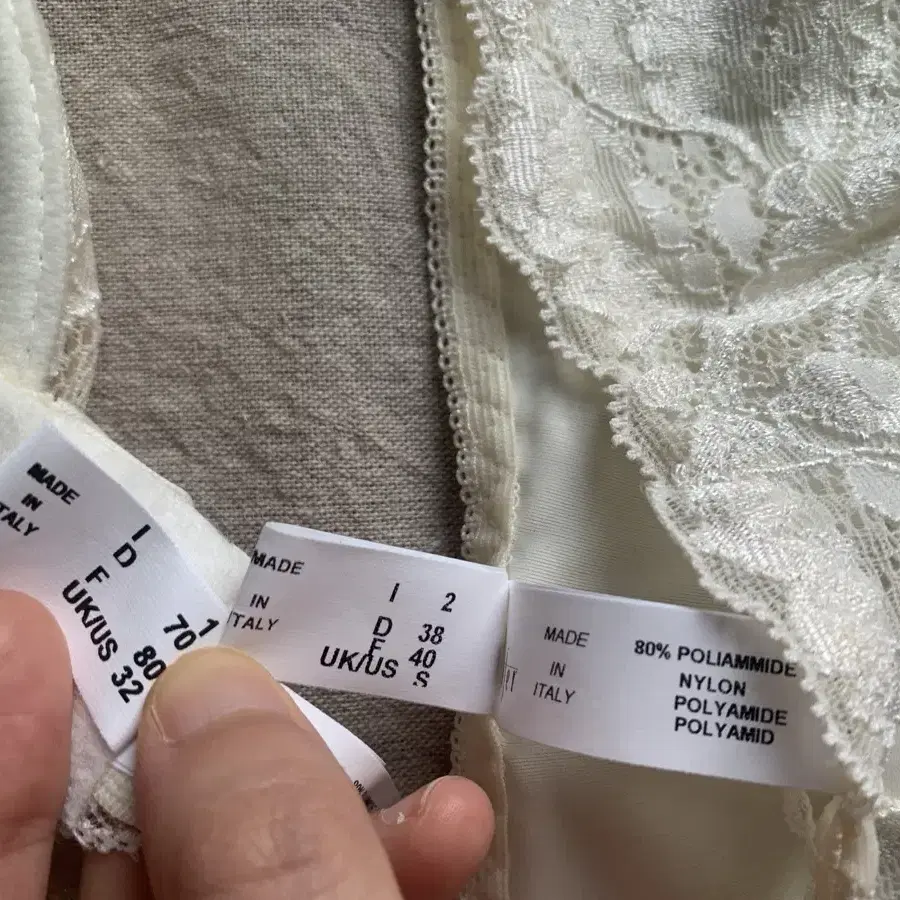 MADE
IN
ITALY
I 1
D 70
F 80
UK/US 32
MADE
IN
ITALY
I 2
D 38
F 40
UK/US S
MADE
IN
ITALY
80% POLIAMMIDE
NYLON
POLYAMIDE
POLYAMID